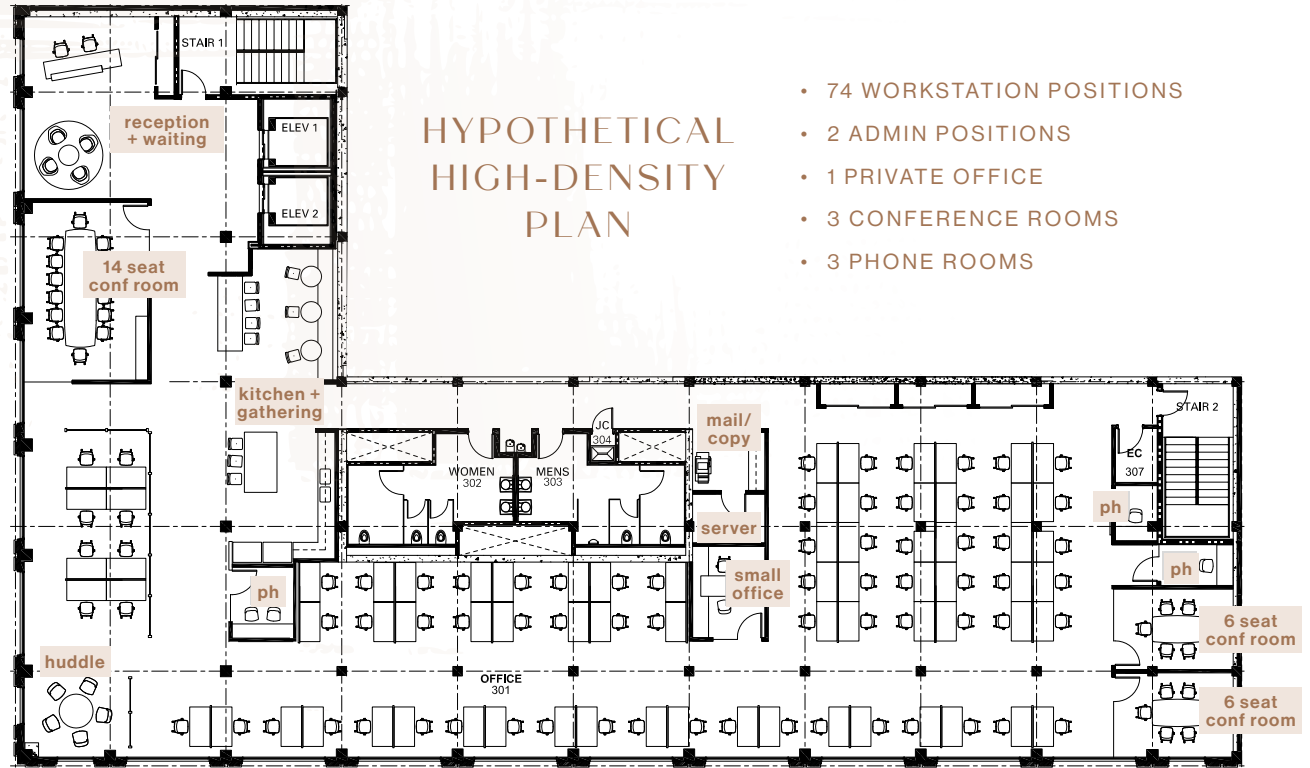 HYPOTHETICAL
HIGH-DENSITY
PLAN
• 74 WORKSTATION POSITIONS
• 2 ADMIN POSITIONS
• 1 PRIVATE OFFICE
• 3 CONFERENCE ROOMS
• 3 PHONE ROOMS
STAIR 1
reception
+ waiting
ELEV 1
ELEV 2
14 seat
conf room
kitchen +
gathering
mail/
copy
JC
304
STAIR 2
WOMEN
302
MENS
303
EC
307
server
ph
ph
small
office
ph
6 seat
conf room
huddle
OFFICE
301
6 seat
conf room